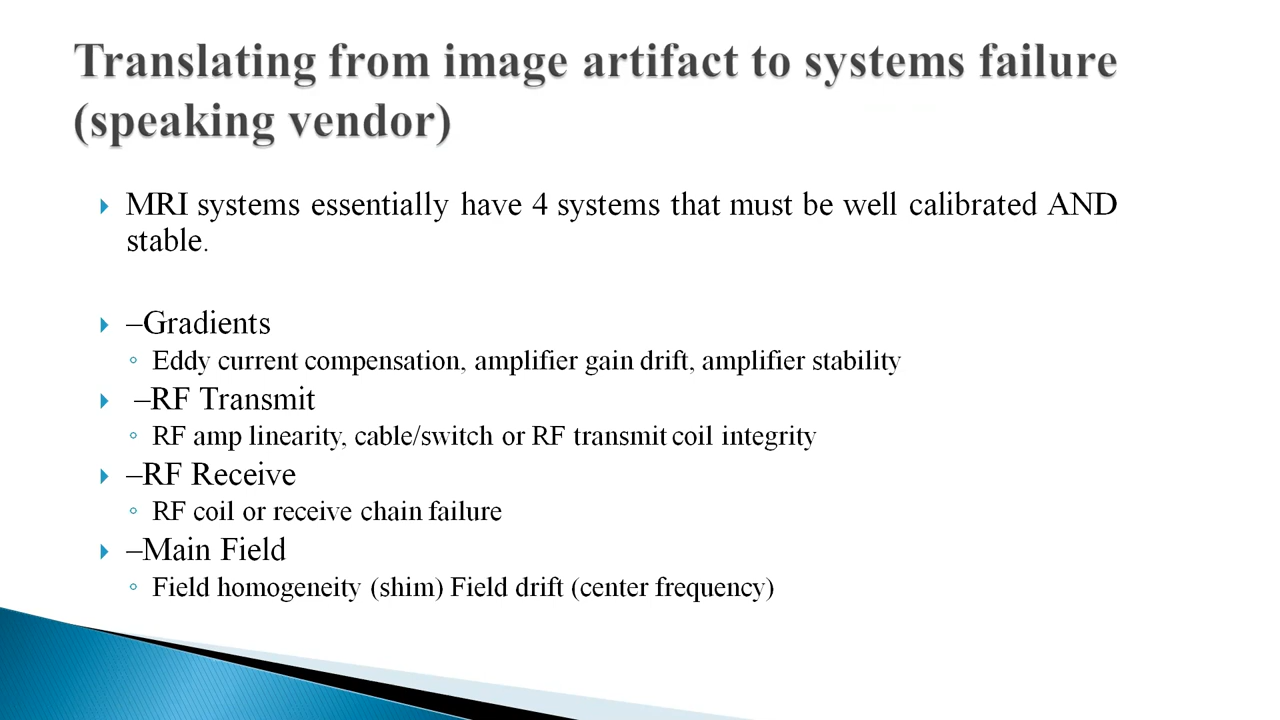 Translating from image artifact to systems failure
(speaking vendor)
MRI systems essentially have 4 systems that must be well calibrated AND
stable.
–Gradients
Eddy current compensation, amplifier gain drift, amplifier stability
–RF Transmit
RF amp linearity, cable/switch or RF transmit coil integrity
–RF Receive
RF coil or receive chain failure
–Main Field
Field homogeneity (shim) Field drift (center frequency)